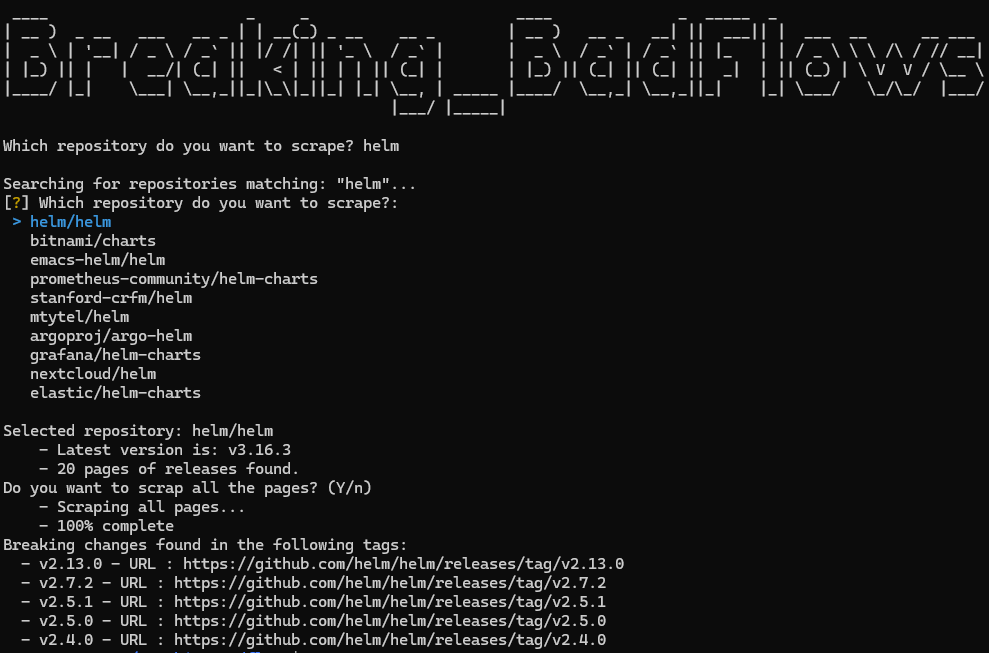 Breaking_BadFlows
Which repository do you want to scrape? helm
Searching for repositories matching: "helm"...
[?] Which repository do you want to scrape?:
> helm/helm
bitnami/charts
emacs-helm/helm
prometheus-community/helm-charts
stanford-crfm/helm
mtytel/helm
argoproj/argo-helm
grafana/helm-charts
nextcloud/helm
elastic/helm-charts
Selected repository: helm/helm
- Latest version is: v3.16.3
- 20 pages of releases found.
Do you want to scrap all the pages? (Y/n)
- Scraping all pages...
- 100% complete
Breaking changes found in the following tags:
- v2.13.0 - URL : https://github.com/helm/helm/releases/tag/v2.13.0
- v2.7.2 - URL : https://github.com/helm/helm/releases/tag/v2.7.2
- v2.5.1 - URL : https://github.com/helm/helm/releases/tag/v2.5.1
- v2.5.0 - URL : https://github.com/helm/helm/releases/tag/v2.5.0
- v2.4.0 - URL : https://github.com/helm/helm/releases/tag/v2.4.0